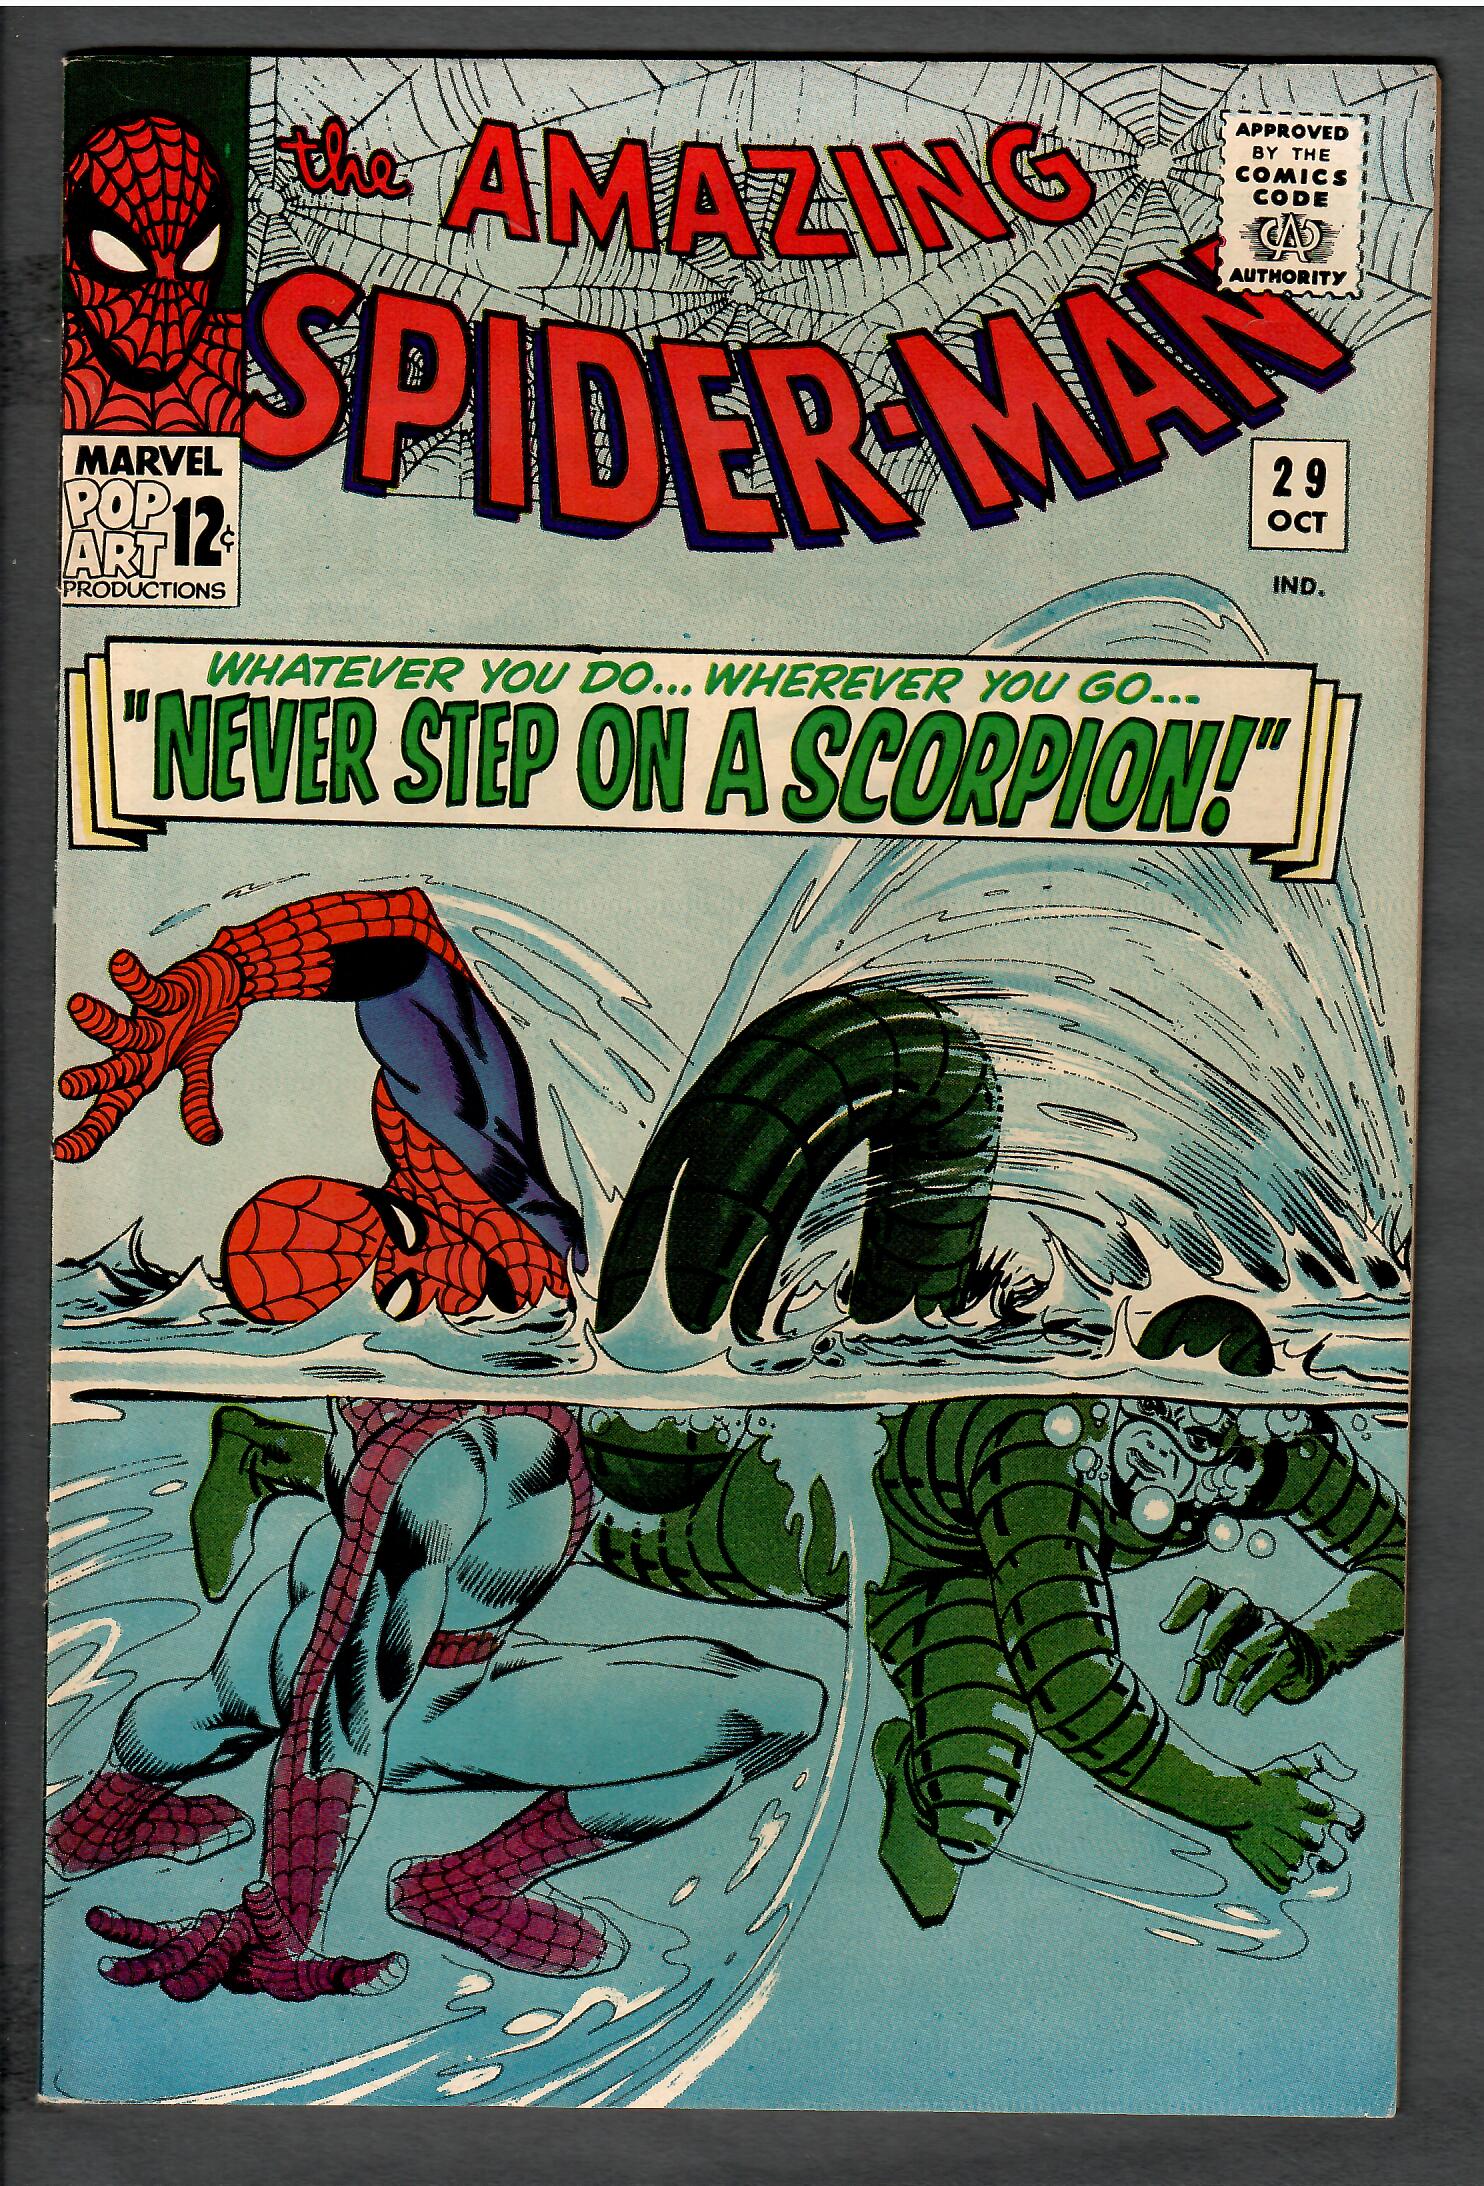 the AMAZING
SPIDER-MAN
APPROVED
BY THE
COMICS
CODE
CA
AUTHORITY
MARVEL
POP
ART 12¢
PRODUCTIONS
29
OCT
IND.
WHATEVER YOU DO... WHEREVER YOU GO...
"NEVER STEP ON A SCORPION!"